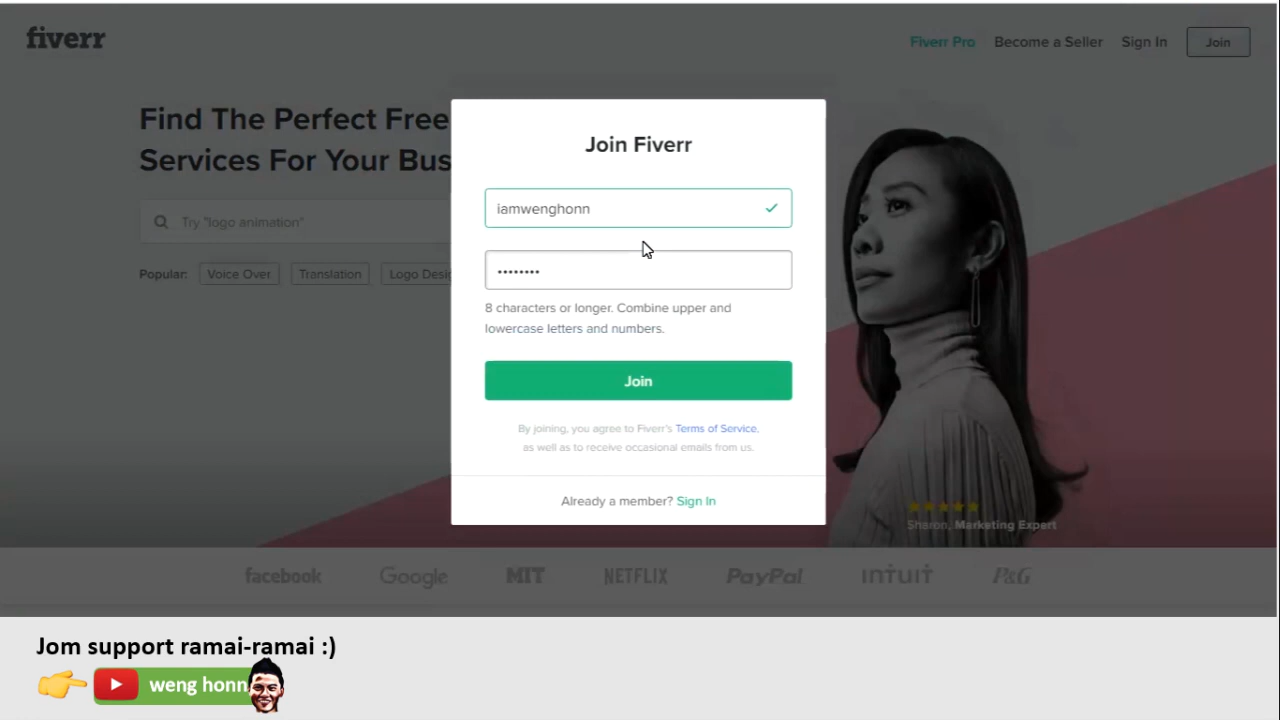 fiverr
Fiverr Pro Become a Seller Sign In Join
Find The Perfect Free
Services For Your Bus
Try "logo animation"
Popular: Voice Over Translation Logo Desig
Join Fiverr
iamwenghonn
••••••••
8 characters or longer. Combine upper and
lowercase letters and numbers.
Join
By joining, you agree to Fiverr's Terms of Service,
as well as to receive occasional emails from us.
Already a member? Sign In
Sharon, Marketing Expert
facebook Google MIT NETFLIX PayPal intuit P&G
Jom support ramai-ramai :)
weng honn